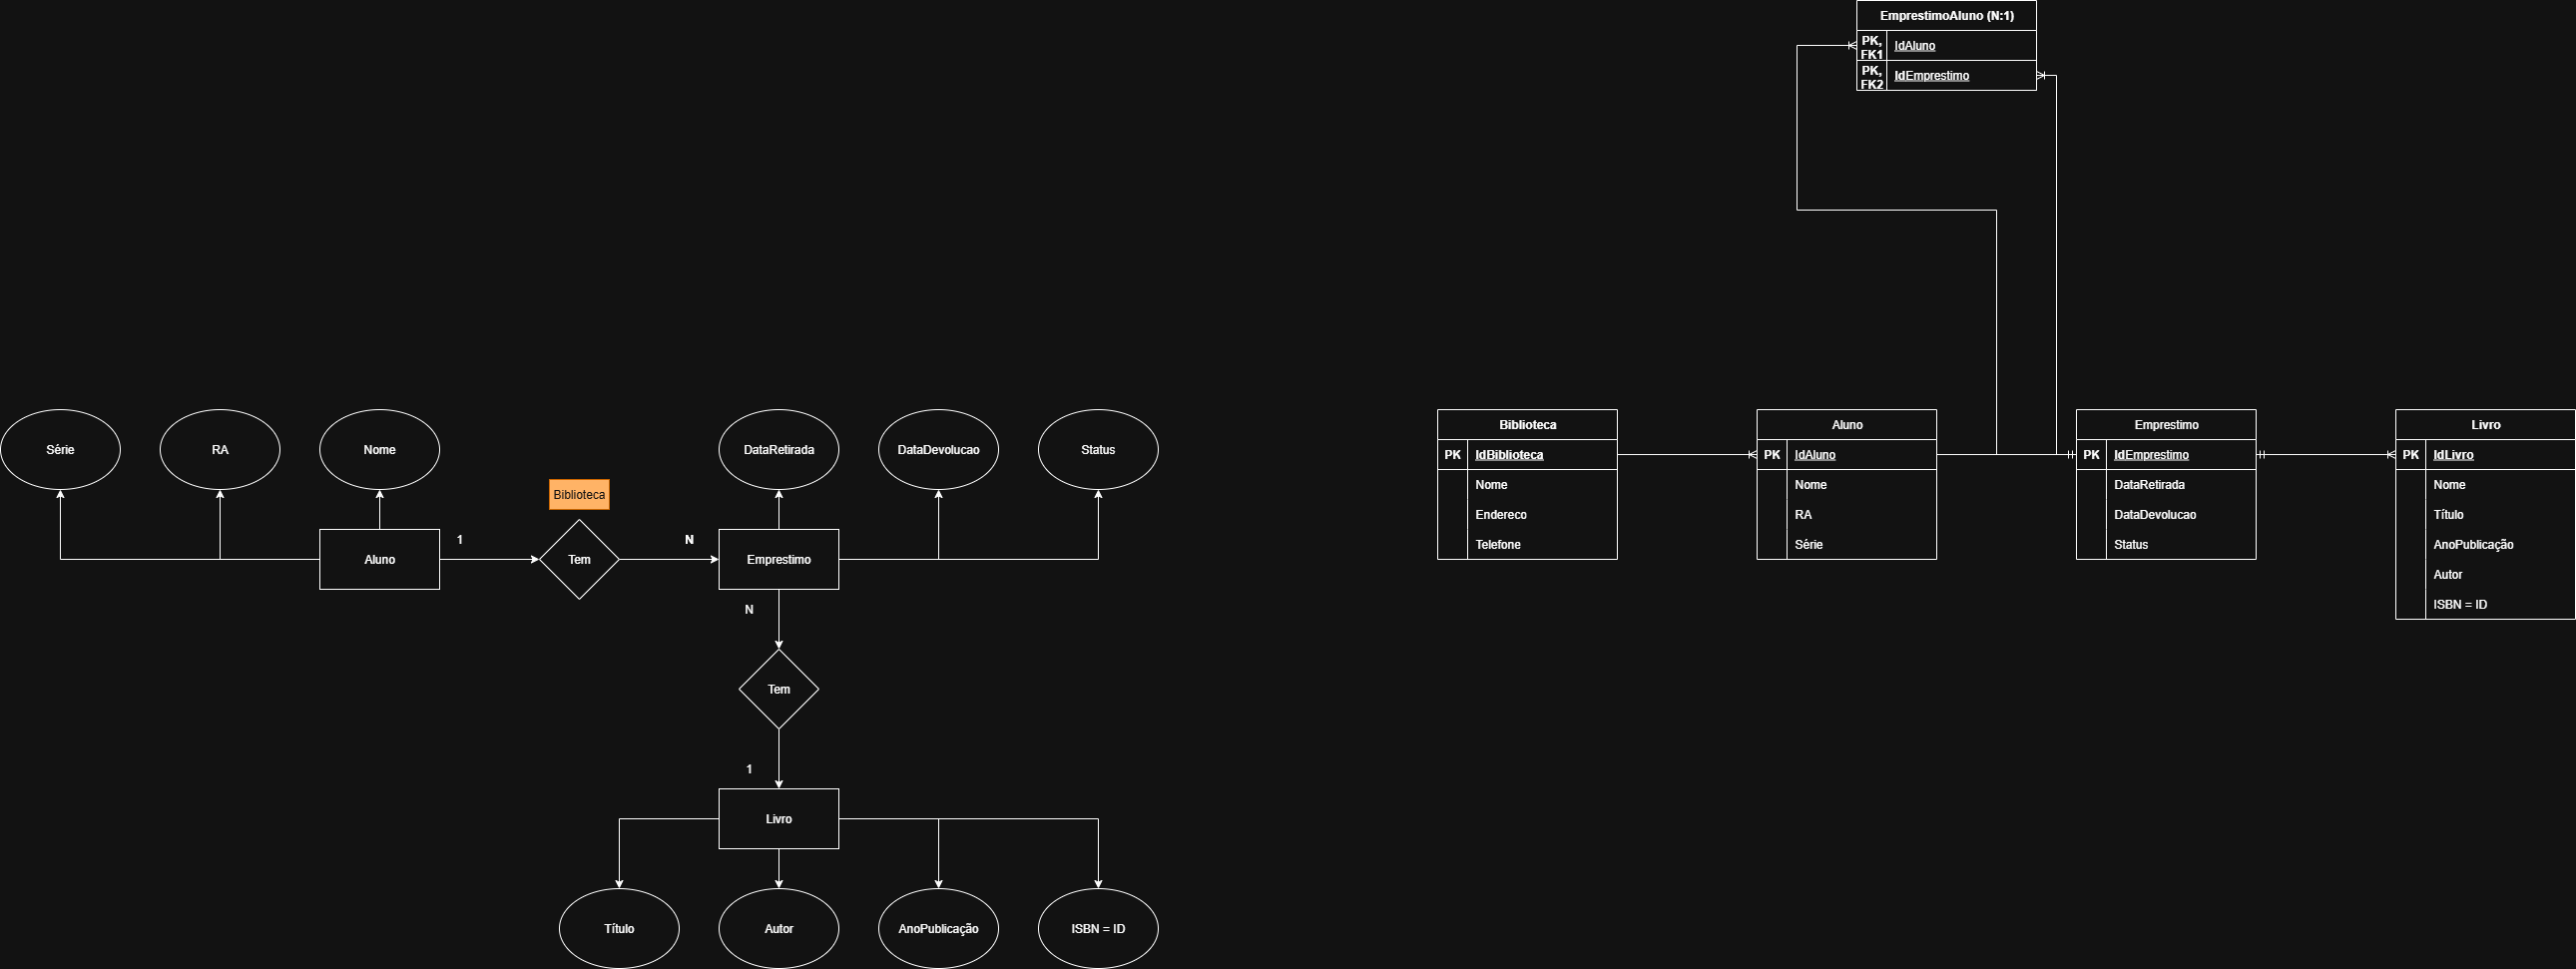 EmprestimoAluno (N:1)
PK,
FK1
IdAluno
PK,
FK2
IdEmprestimo
Série
RA
Nome
DataRetirada
DataDevolucao
Status
Biblioteca
Aluno
1
Tem
N
Emprestimo
N
Tem
1
Livro
Título
Autor
AnoPublicação
ISBN = ID
Biblioteca
PK IdBiblioteca
Nome
Endereco
Telefone
Aluno
PK IdAluno
Nome
RA
Série
Emprestimo
PK IdEmprestimo
DataRetirada
DataDevolucao
Status
Livro
PK IdLivro
Nome
Título
AnoPublicação
Autor
ISBN = ID